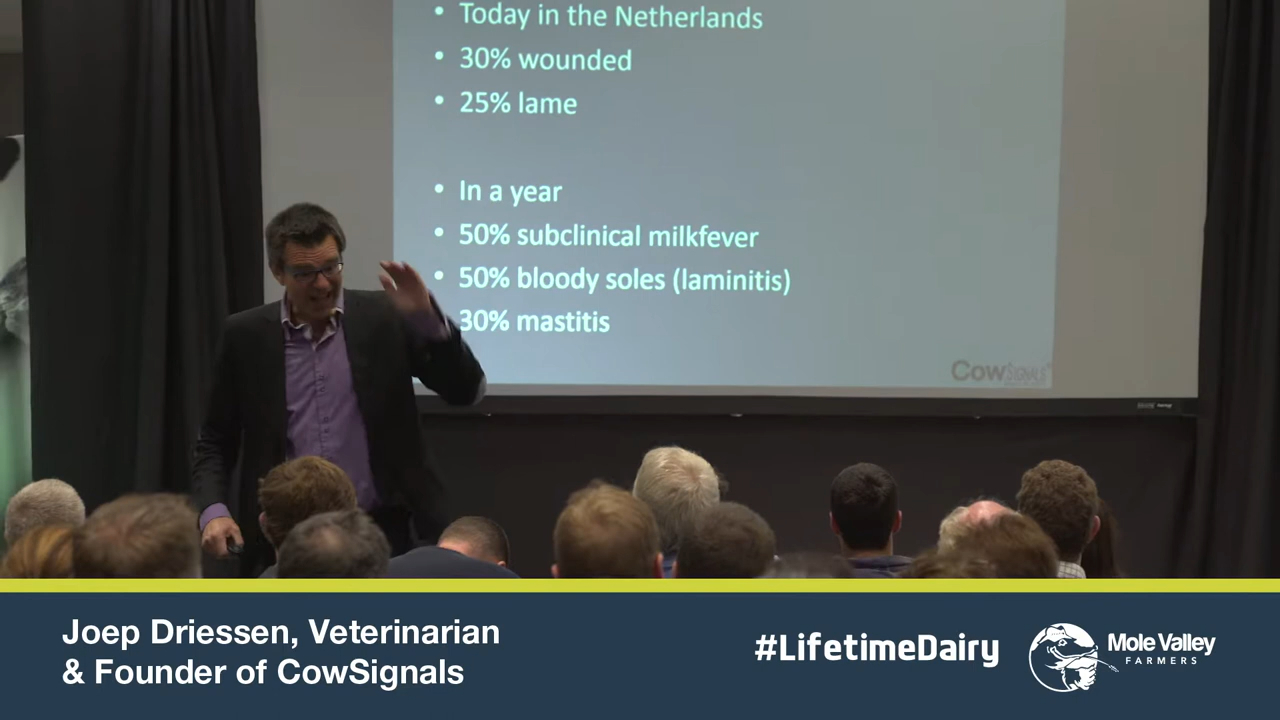 Today in the Netherlands
30% wounded
25% lame
In a year
50% subclinical milkfever
50% bloody soles (laminitis)
30% mastitis
CowSignals
Joep Driessen, Veterinarian
& Founder of CowSignals
#LifetimeDairy
Mole Valley
FARMERS